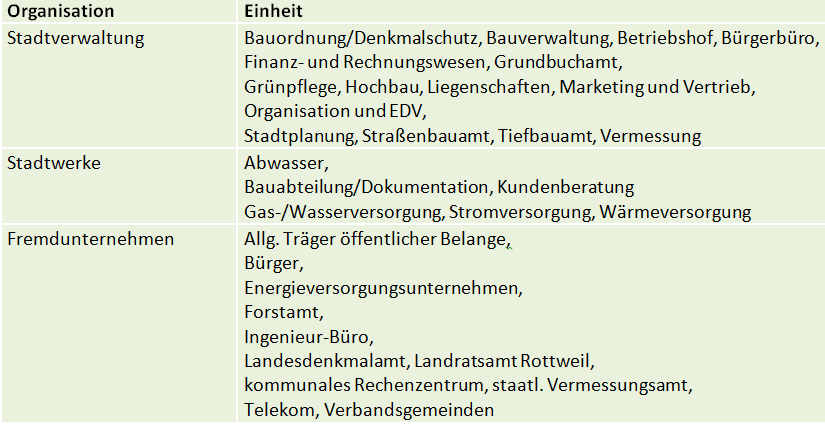 Organisation Einheit
Stadtverwaltung Bauordnung/Denkmalschutz, Bauverwaltung, Betriebshof, Bürgerbüro,
Finanz- und Rechnungswesen, Grundbuchamt,
Grünpflege, Hochbau, Liegenschaften, Marketing und Vertrieb,
Organisation und EDV,
Stadtplanung, Straßenbauamt, Tiefbauamt, Vermessung
Stadtwerke Abwasser,
Bauabteilung/Dokumentation, Kundenberatung
Gas-/Wasserversorgung, Stromversorgung, Wärmeversorgung
Fremdunternehmen Allg. Träger öffentlicher Belange,
Bürger,
Energieversorgungsunternehmen,
Forstamt,
Ingenieur-Büro,
Landesdenkmalamt, Landratsamt Rottweil,
kommunales Rechenzentrum, staatl. Vermessungsamt,
Telekom, Verbandsgemeinden